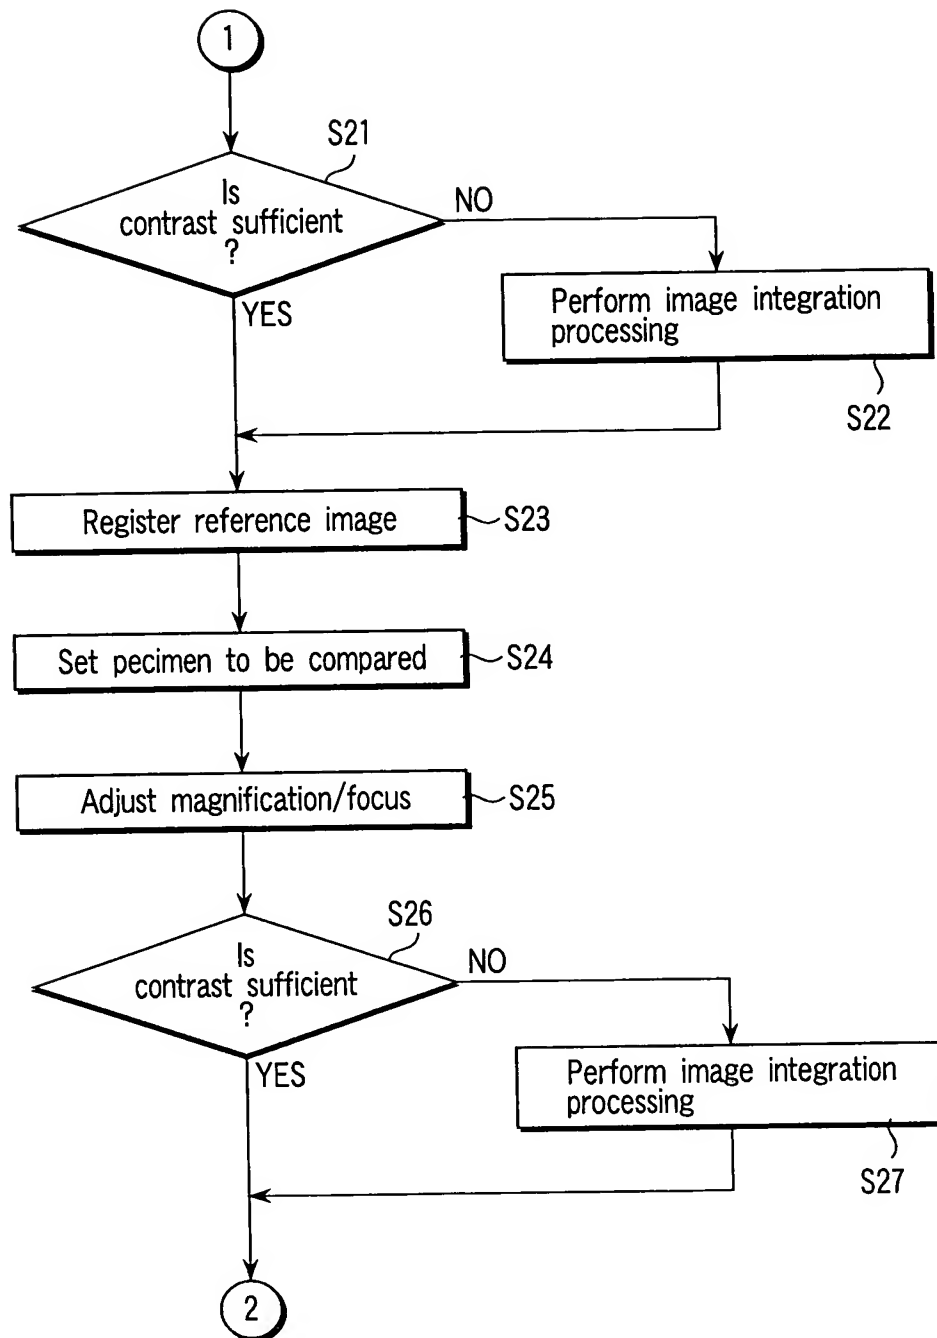 1
S21
Is
contrast sufficient
?
NO
YES
Perform image integration
processing
S22
Register reference image
S23
Set pecimen to be compared
S24
Adjust magnification/focus
S25
S26
Is
contrast sufficient
?
NO
YES
Perform image integration
processing
S27
2